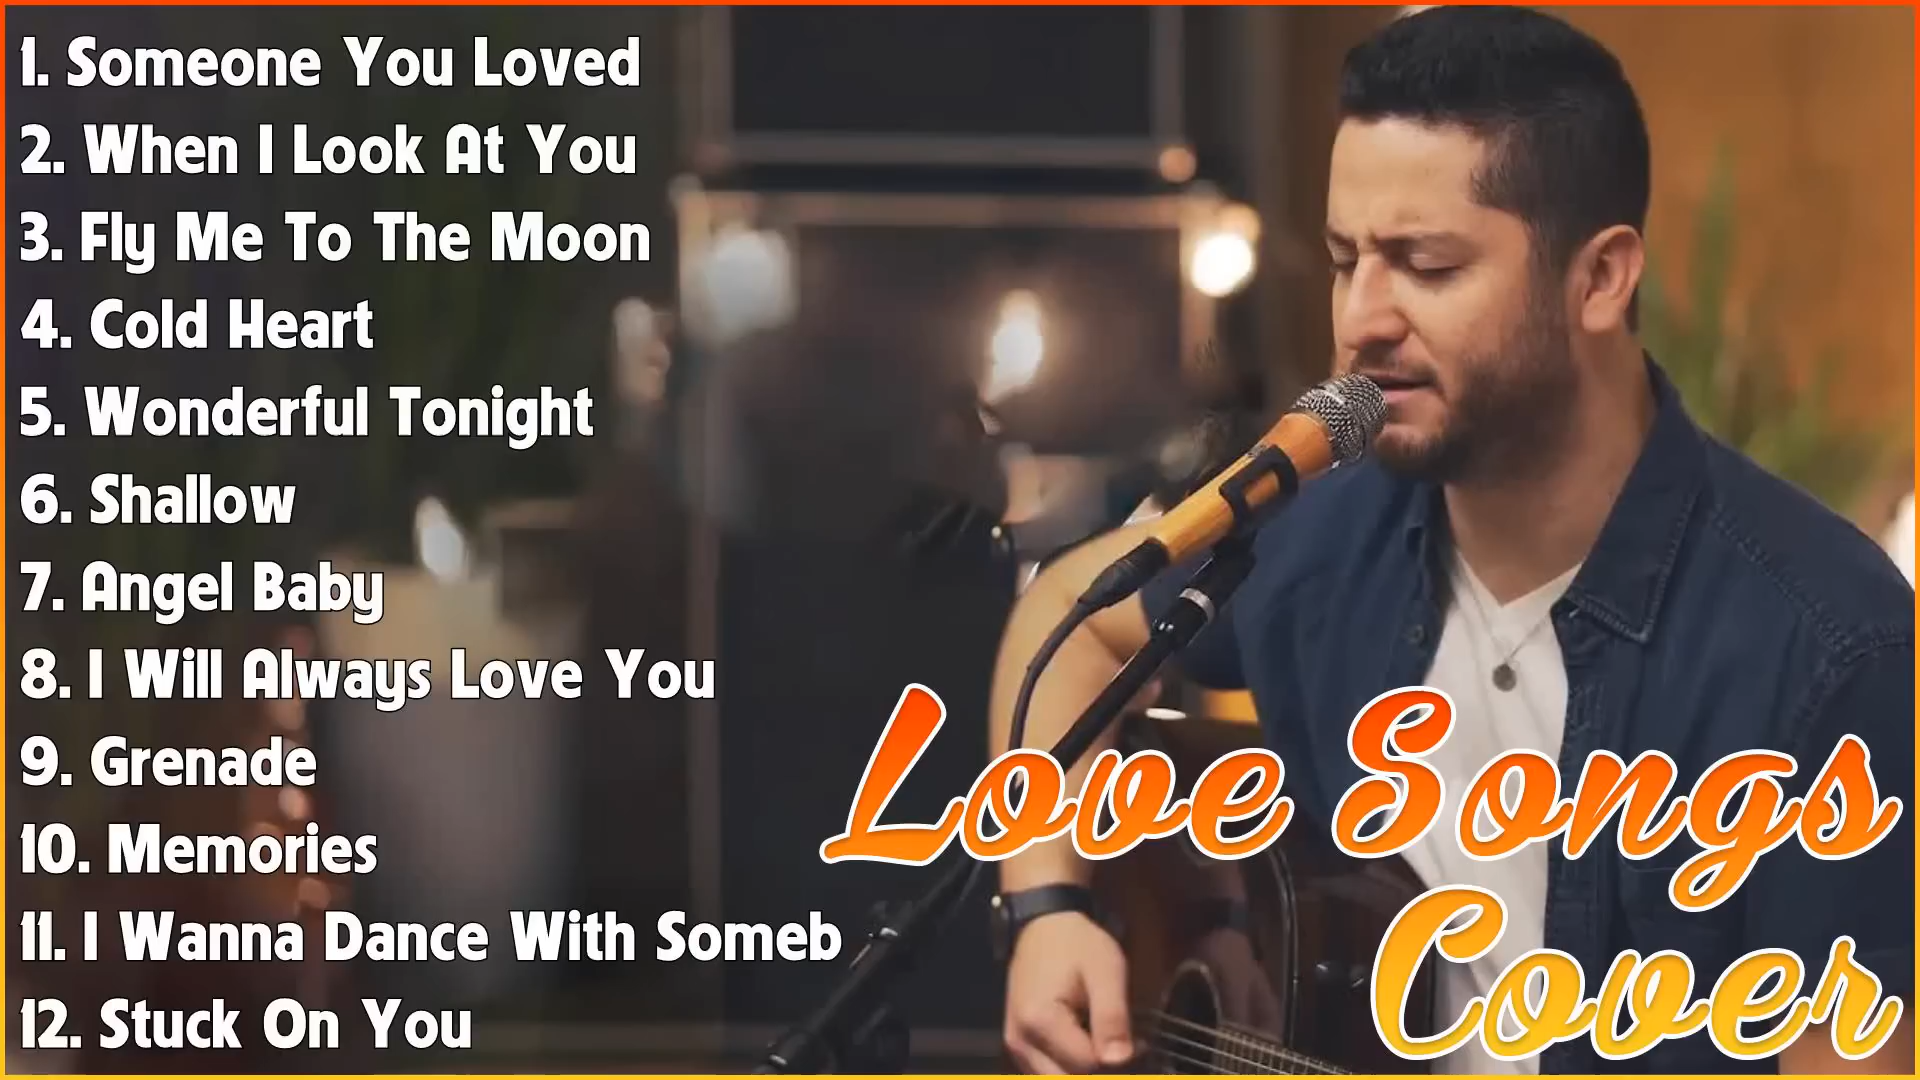 1. Someone You Loved
2. When I Look At You
3. Fly Me To The Moon
4. Cold Heart
5. Wonderful Tonight
6. Shallow
7. Angel Baby
8. I Will Always Love You
9. Grenade
10. Memories
11. I Wanna Dance With Someb
12. Stuck On You
Love Songs
Cover